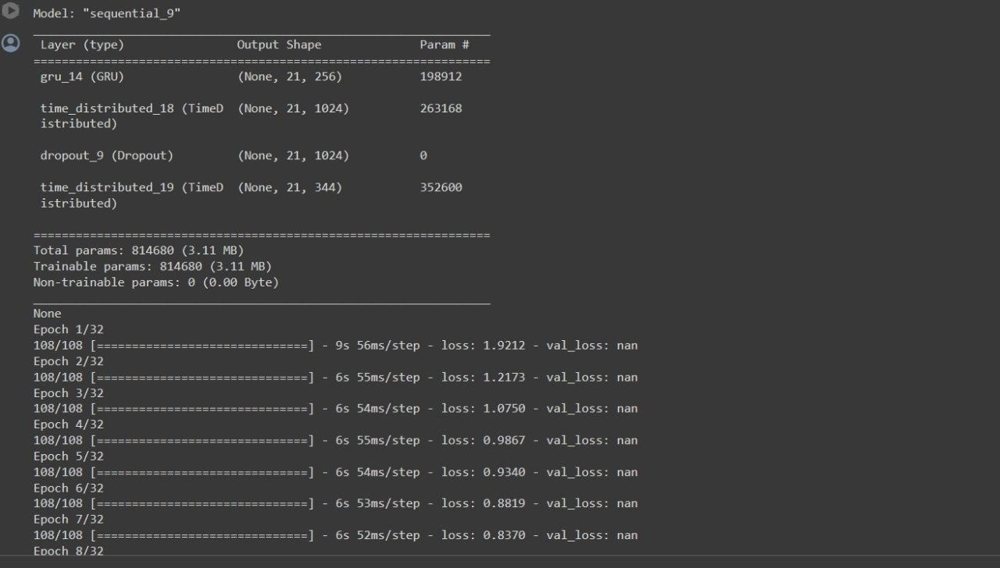 Model: "sequential_9"
_________________________________________________________________
Layer (type) Output Shape Param #
=================================================================
gru_14 (GRU) (None, 21, 256) 198912
time_distributed_18 (TimeD (None, 21, 1024) 263168
istributed)
dropout_9 (Dropout) (None, 21, 1024) 0
time_distributed_19 (TimeD (None, 21, 344) 352600
istributed)
=================================================================
Total params: 814680 (3.11 MB)
Trainable params: 814680 (3.11 MB)
Non-trainable params: 0 (0.00 Byte)
_________________________________________________________________
None
Epoch 1/32
108/108 [==============================] - 9s 56ms/step - loss: 1.9212 - val_loss: nan
Epoch 2/32
108/108 [==============================] - 6s 55ms/step - loss: 1.2173 - val_loss: nan
Epoch 3/32
108/108 [==============================] - 6s 54ms/step - loss: 1.0750 - val_loss: nan
Epoch 4/32
108/108 [==============================] - 6s 55ms/step - loss: 0.9867 - val_loss: nan
Epoch 5/32
108/108 [==============================] - 6s 54ms/step - loss: 0.9340 - val_loss: nan
Epoch 6/32
108/108 [==============================] - 6s 53ms/step - loss: 0.8819 - val_loss: nan
Epoch 7/32
108/108 [==============================] - 6s 52ms/step - loss: 0.8370 - val_loss: nan
Epoch 8/32